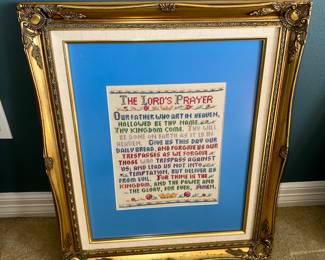 THE LORD'S PRAYER
OUR FATHER WHO ART IN HEAVEN,
HALLOWED BE THY NAME.
THY KINGDOM COME. THY WILL
BE DONE ON EARTH AS IT IS IN
HEAVEN. GIVE US THIS DAY OUR
DAILY BREAD, AND FORGIVE US OUR
TRESPASSES AS WE FORGIVE
THOSE WHO TRESPASS AGAINST
US; AND LEAD US NOT INTO
TEMPTATION, BUT DELIVER US
FROM EVIL. FOR THINE IS THE
KINGDOM, AND THE POWER AND
THE GLORY, FOR EVER. AMEN.